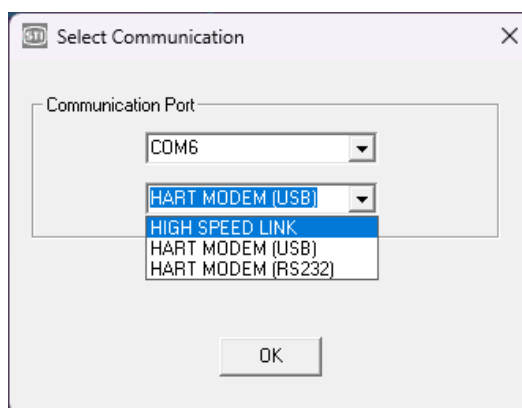 STI Select Communication
Communication Port
COM6
HART MODEM (USB)
HIGH SPEED LINK
HART MODEM (USB)
HART MODEM (RS232)
OK